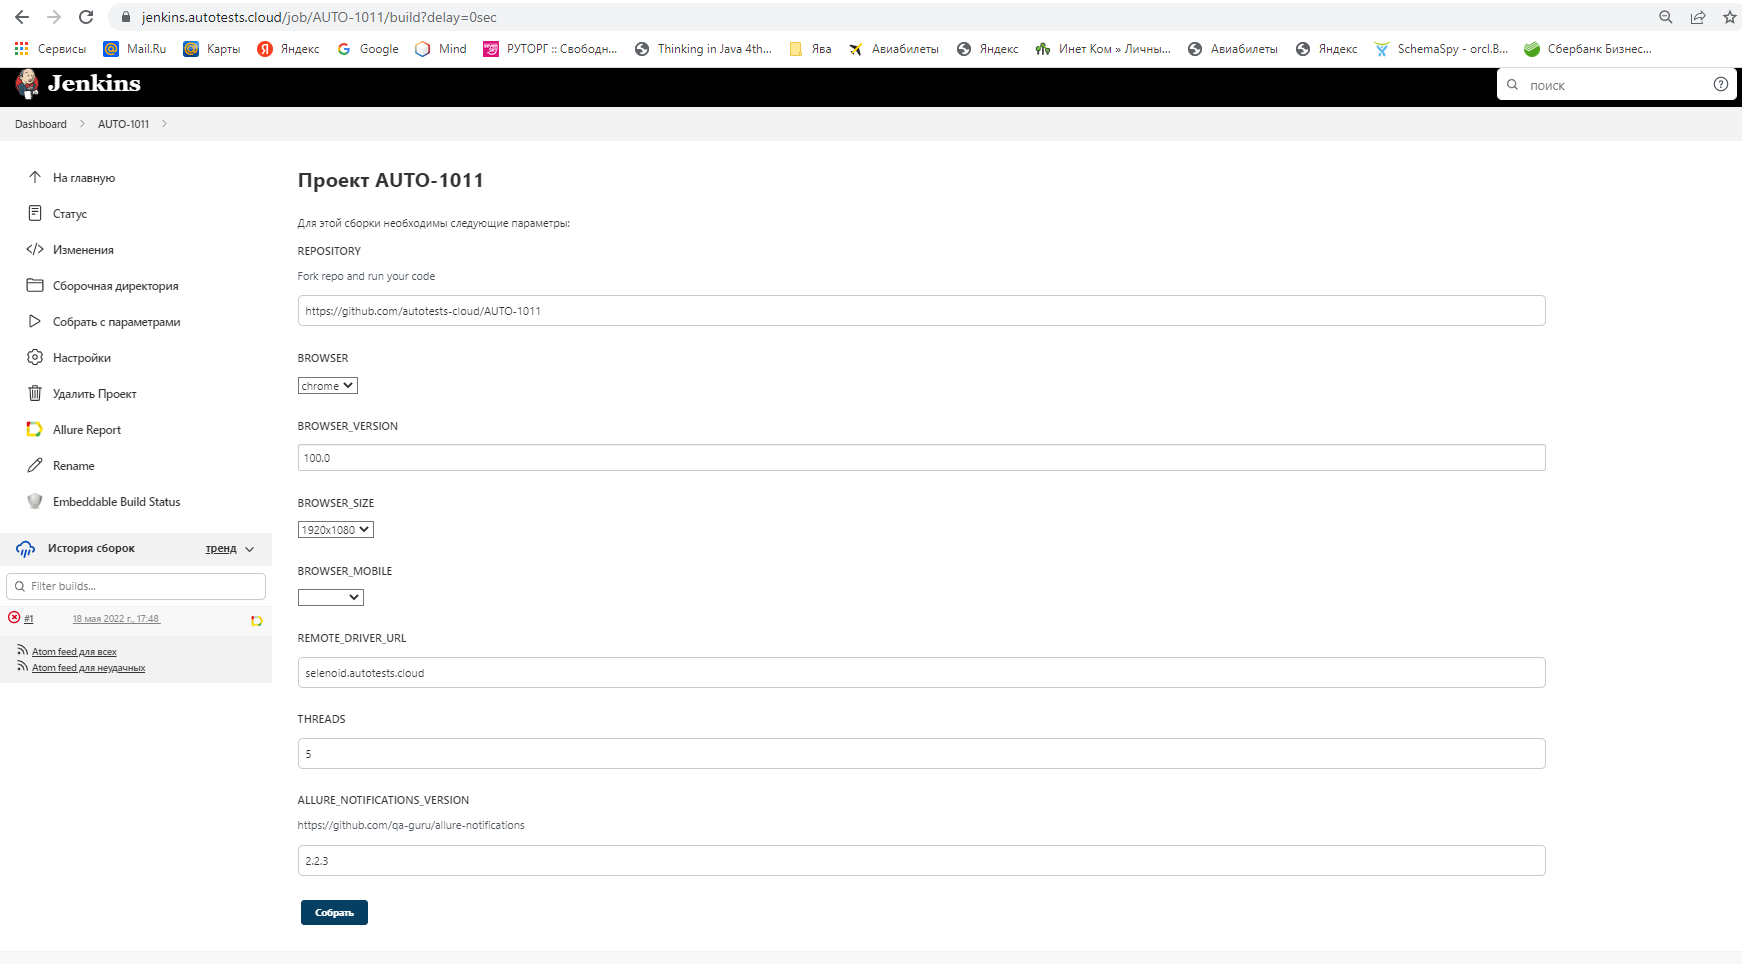 jenkins.autotests.cloud/job/AUTO-1011/build?delay=0sec
Сервисы Mail.Ru Карты Яндекс Google Mind РУТОРГ :: Свободн... Thinking in Java 4th... Ява Авиабилеты Яндекс Инет Ком » Личны... Авиабилеты Яндекс SchemaSpy - orcl.B... Сбербанк Бизнес...
Jenkins
поиск
Dashboard AUTO-1011
На главную
Статус
Изменения
Сборочная директория
Собрать с параметрами
Настройки
Удалить Проект
Allure Report
Rename
Embeddable Build Status
История сборок тренд
Filter builds...
#1 18 мая 2022 г., 17:48
Atom feed для всех
Atom feed для неудачных
Проект AUTO-1011
Для этой сборки необходимы следующие параметры:
REPOSITORY
Fork repo and run your code
https://github.com/autotests-cloud/AUTO-1011
BROWSER
chrome
BROWSER_VERSION
100.0
BROWSER_SIZE
1920x1080
BROWSER_MOBILE
REMOTE_DRIVER_URL
selenoid.autotests.cloud
THREADS
5
ALLURE_NOTIFICATIONS_VERSION
https://github.com/qa-guru/allure-notifications
2.2.3
Собрать